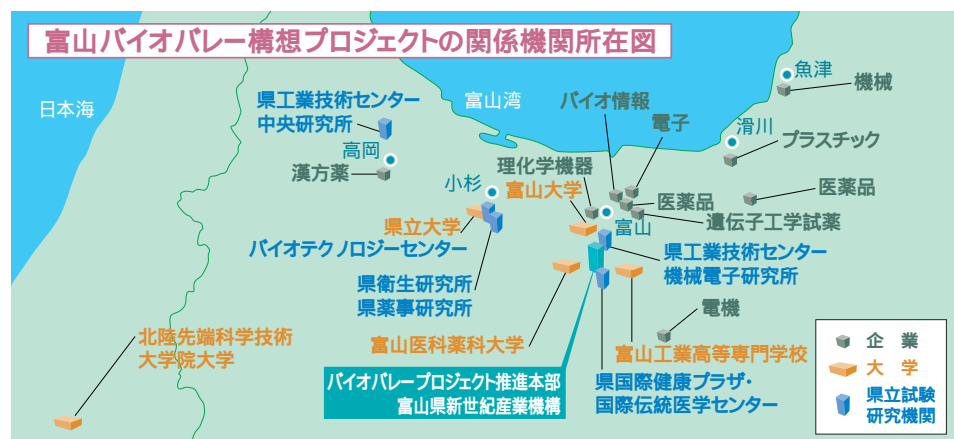 富山バイオバレー構想プロジェクトの関係機関所在図
日本海
富山湾
県工業技術センター
中央研究所
高岡
漢方薬
小杉
理化学機器
富山大学
バイオ情報
電子
魚津
機械
滑川
プラスチック
医薬品
医薬品
遺伝子工学試薬
富山
県立大学
バイオテクノロジーセンター
県衛生研究所
県薬事研究所
県工業技術センター
機械電子研究所
電機
北陸先端科学技術
大学院大学
富山医科薬科大学
富山工業高等専門学校
バイオバレープロジェクト推進本部
富山県新世紀産業機構
県国際健康プラザ・
国際伝統医学センター
企業
大学
県立試験
研究機関